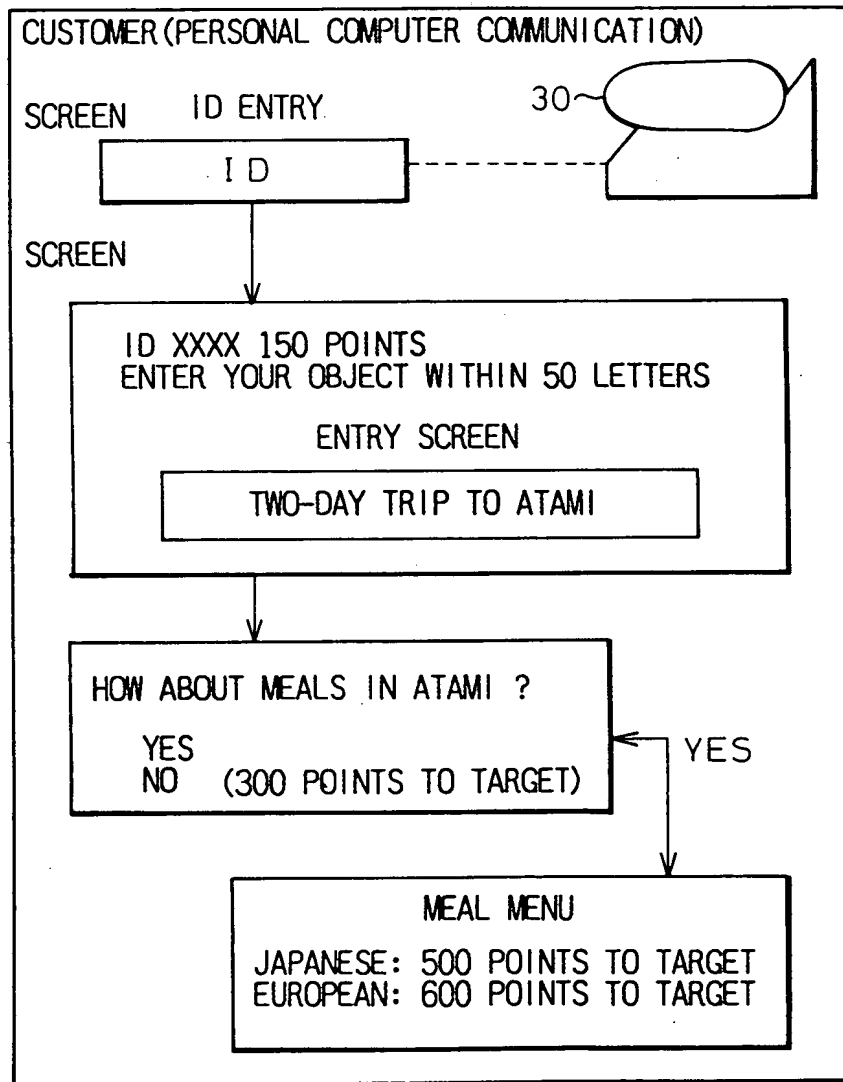 CUSTOMER(PERSONAL COMPUTER COMMUNICATION)
SCREEN
ID ENTRY
30
ID
SCREEN
ID XXXX 150 POINTS
ENTER YOUR OBJECT WITHIN 50 LETTERS
ENTRY SCREEN
TWO-DAY TRIP TO ATAMI
HOW ABOUT MEALS IN ATAMI ?
YES
NO (300 POINTS TO TARGET)
YES
MEAL MENU
JAPANESE: 500 POINTS TO TARGET
EUROPEAN: 600 POINTS TO TARGET